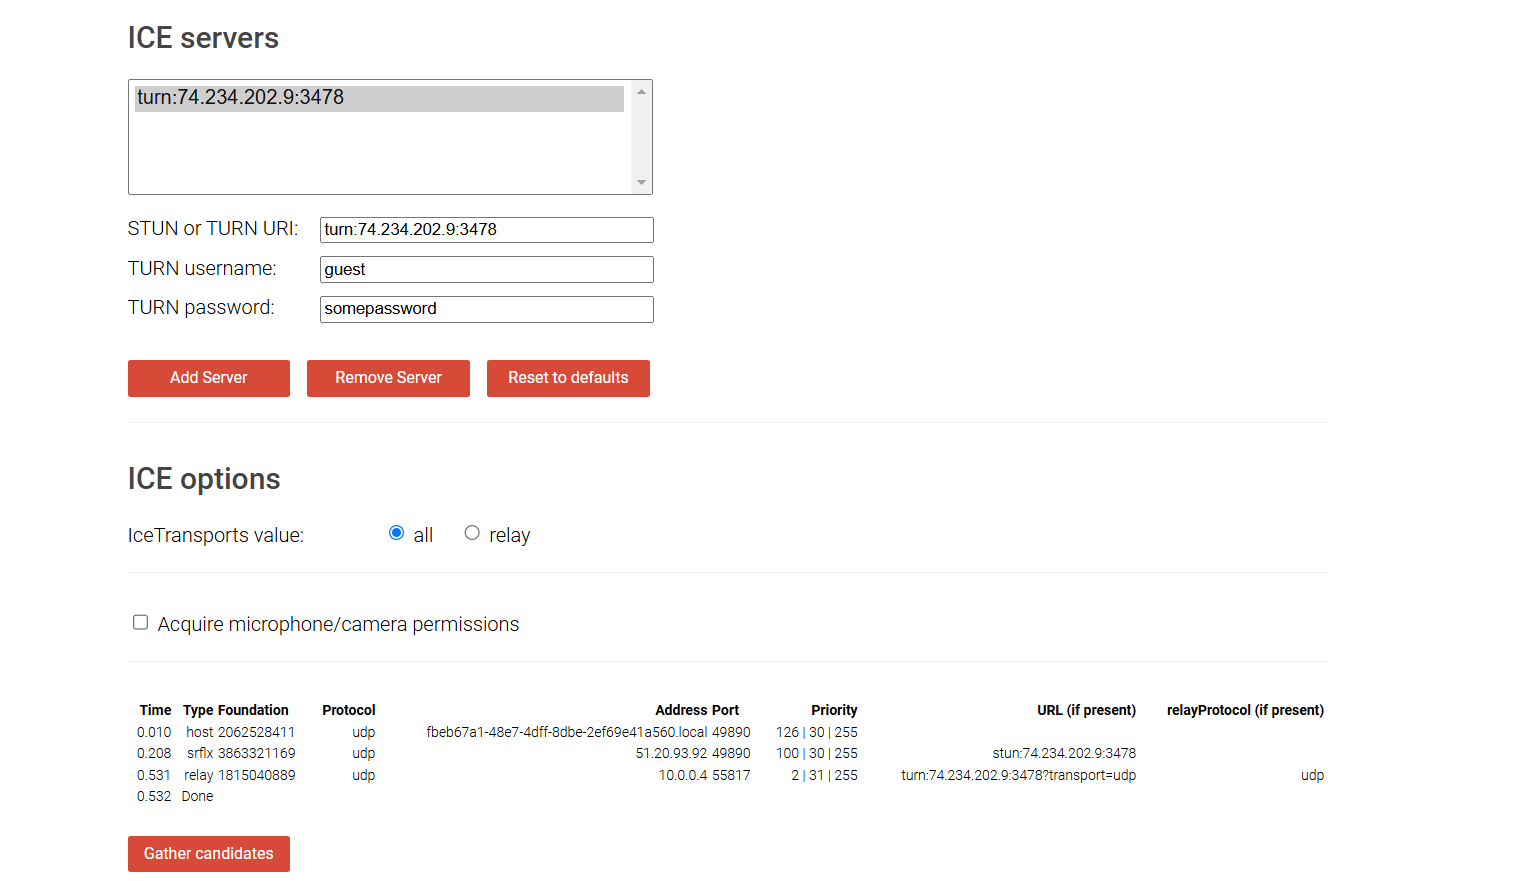 ICE servers
turn:74.234.202.9:3478
STUN or TURN URI: turn:74.234.202.9:3478
TURN username: guest
TURN password: somepassword
Add Server Remove Server Reset to defaults
ICE options
IceTransports value: all relay
Acquire microphone/camera permissions
Time Type Foundation Protocol Address Port Priority URL (if present) relayProtocol (if present)
0.010 host 2062528411 udp fbeb67a1-48e7-4dff-8dbe-2ef69e41a560.local 49890 126 | 30 | 255
0.208 srflx 3863321169 udp 51.20.93.92 49890 100 | 30 | 255 stun:74.234.202.9:3478
0.531 relay 1815040889 udp 10.0.0.4 55817 2 | 31 | 255 turn:74.234.202.9:3478?transport=udp udp
0.532 Done
Gather candidates